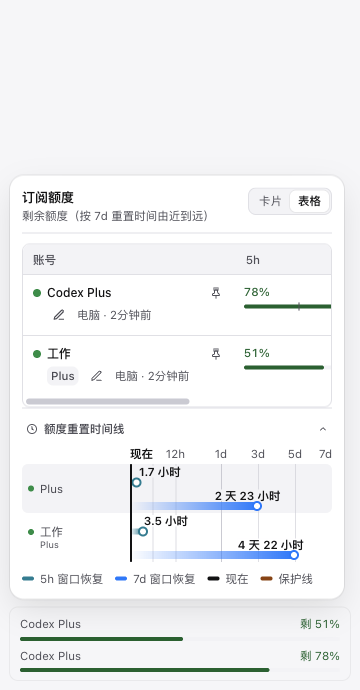 订阅额度
剩余额度（按 7d 重置时间由近到远）
卡片 表格
账号 5h
Codex Plus 78%
电脑 · 2分钟前
工作 51%
Plus 电脑 · 2分钟前
额度重置时间线
现在 12h 1d 3d 5d 7d
1.7 小时
Plus
2 天 23 小时
3.5 小时
工作
Plus
4 天 22 小时
5h 窗口恢复 7d 窗口恢复 现在 保护线
Codex Plus 剩 51%
Codex Plus 剩 78%